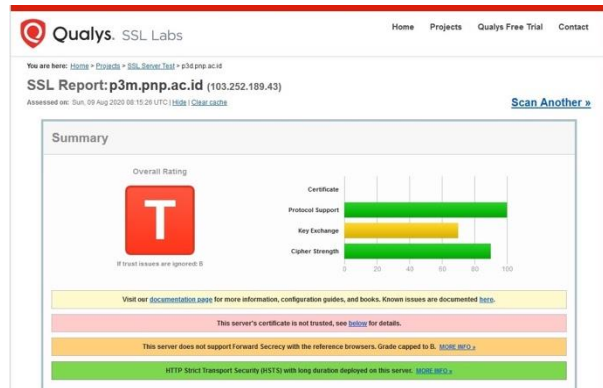 Qualys. SSL Labs
Home Projects Qualys Free Trial Contact
You are here: Home > Projects > SSL Server Test > p3d.pnp.ac.id
SSL Report: p3m.pnp.ac.id (103.252.189.43)
Assessed on: Sun, 09 Aug 2020 08:15:26 UTC | Hide | Clear cache
Scan Another »
Summary
Overall Rating
T
If trust issues are ignored: B
Certificate
Protocol Support
Key Exchange
Cipher Strength
0 20 40 60 80 100
Visit our documentation page for more information, configuration guides, and books. Known issues are documented here.
This server's certificate is not trusted, see below for details.
This server does not support Forward Secrecy with the reference browsers. Grade capped to B. MORE INFO »
HTTP Strict Transport Security (HSTS) with long duration deployed on this server. MORE INFO »